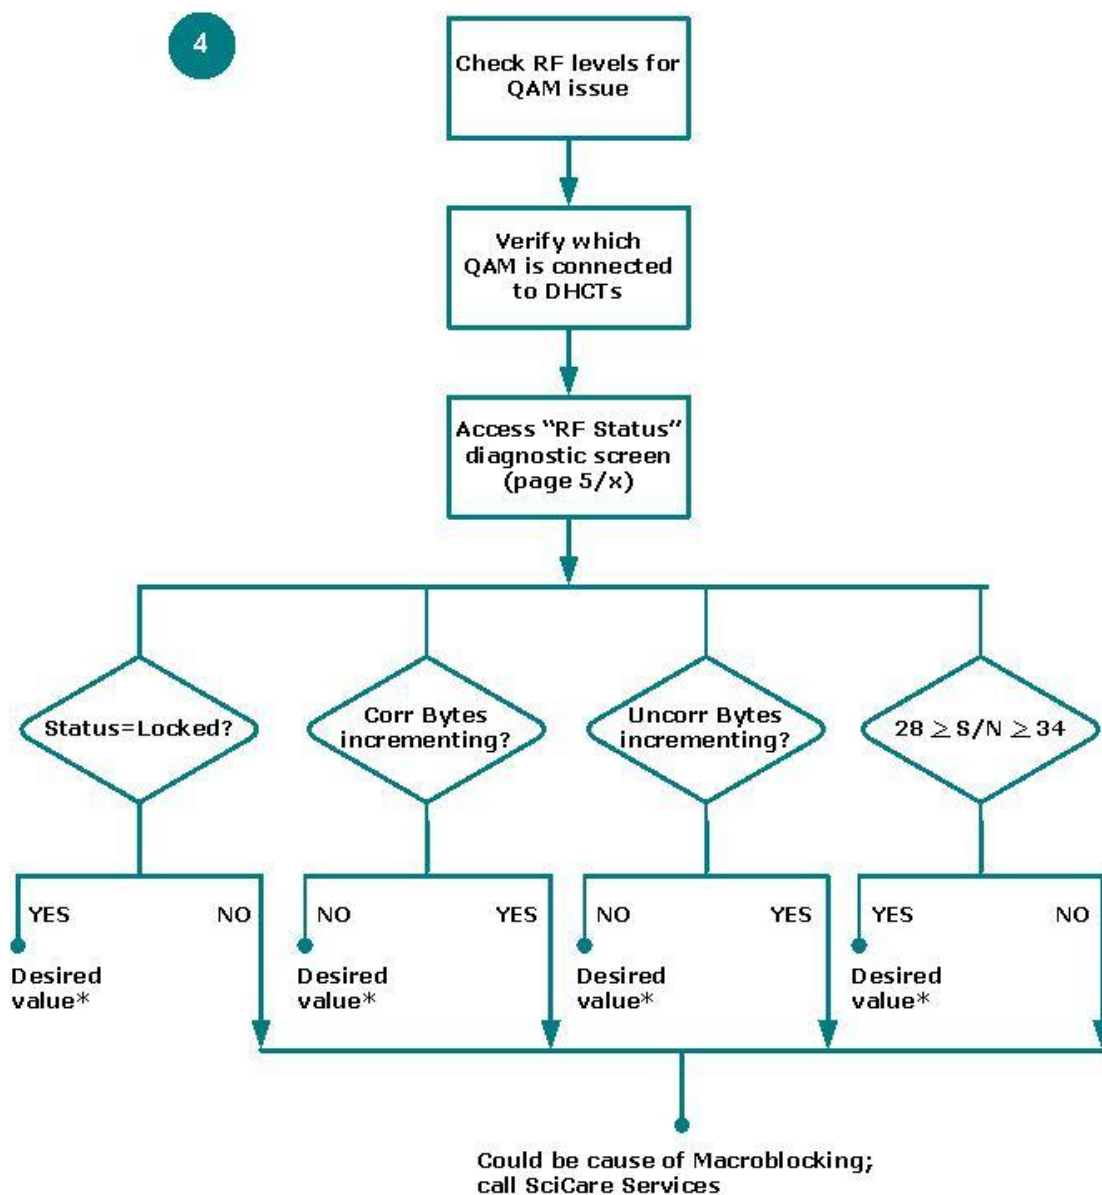 4
Check RF levels for
QAM issue
Verify which
QAM is connected
to DHCTs
Access “RF Status”
diagnostic screen
(page 5/x)
Status=Locked?
Corr Bytes
incrementing?
Uncorr Bytes
incrementing?
28 ≥ S/N ≥ 34
YES
NO
NO
YES
NO
YES
YES
NO
Desired
value*
Desired
value*
Desired
value*
Desired
value*
Could be cause of Macroblocking;
call SciCare Services